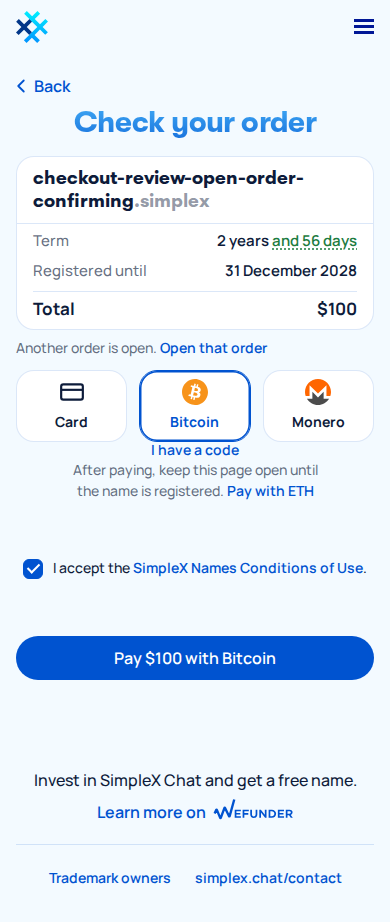 Back
Check your order
checkout-review-open-order-
confirming.simplex
Term 2 years and 56 days
Registered until 31 December 2028
Total $100
Another order is open. Open that order
Card Bitcoin Monero
I have a code
After paying, keep this page open until
the name is registered. Pay with ETH
I accept the SimpleX Names Conditions of Use.
Pay $100 with Bitcoin
Invest in SimpleX Chat and get a free name.
Learn more on WEFUNDER
Trademark owners simplex.chat/contact